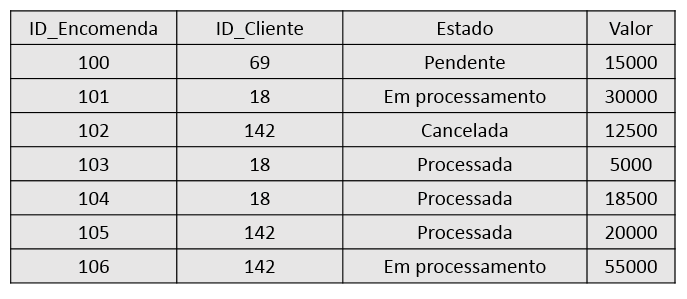 ID_Encomenda ID_Cliente Estado Valor
100 69 Pendente 15000
101 18 Em processamento 30000
102 142 Cancelada 12500
103 18 Processada 5000
104 18 Processada 18500
105 142 Processada 20000
106 142 Em processamento 55000